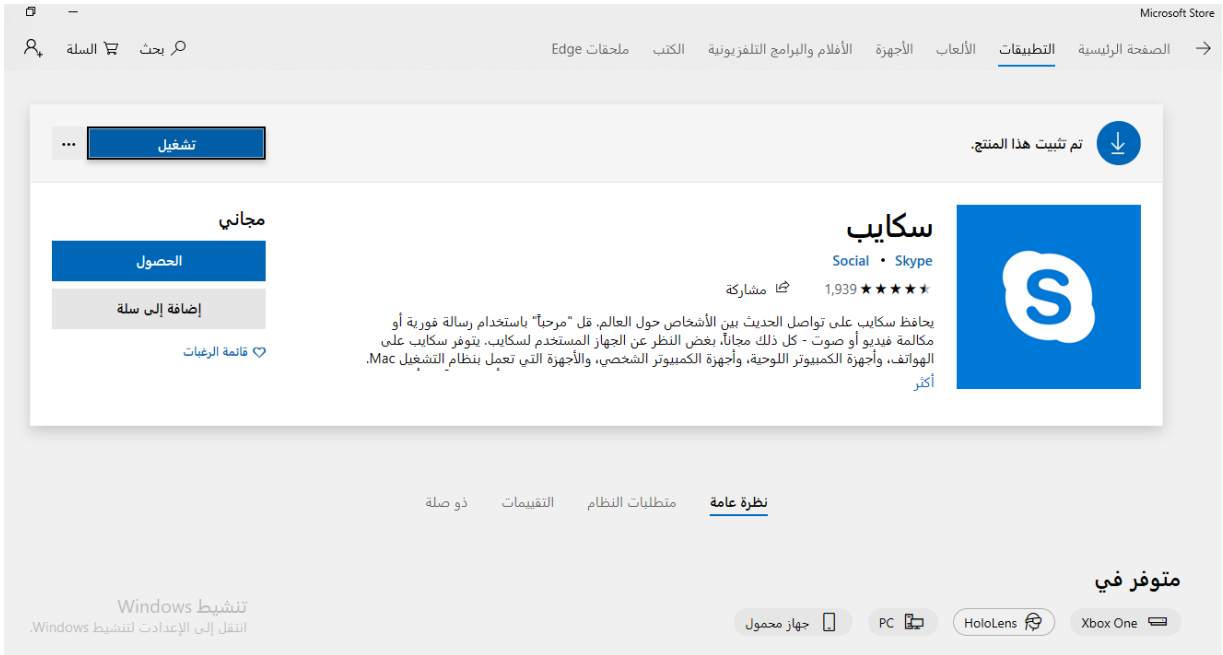 Microsoft Store
الصفحة الرئيسية
التطبيقات
الألعاب
الأجهزة
الأفلام والبرامج التلفزيونية
الكتب
ملحقات Edge
بحث
السلة
تم تثبيت هذا المنتج.
تشغيل
سكايب
Skype • Social
1,939
مشاركة
يحافظ سكايب على تواصل الحديث بين الأشخاص حول العالم. قل "مرحباً" باستخدام رسالة فورية أو
مكالمة فيديو أو صوت - كل ذلك مجاناً، بغض النظر عن الجهاز المستخدم لسكايب. يتوفر سكايب على
الهواتف، وأجهزة الكمبيوتر اللوحية، وأجهزة الكمبيوتر الشخصي، والأجهزة التي تعمل بنظام التشغيل Mac.
أكثر
مجاني
الحصول
إضافة إلى سلة
قائمة الرغبات
نظرة عامة
متطلبات النظام
التقييمات
ذو صلة
متوفر في
Xbox One
HoloLens
PC
جهاز محمول
تنشيط Windows
انتقل إلى الإعدادات لتنشيط Windows.